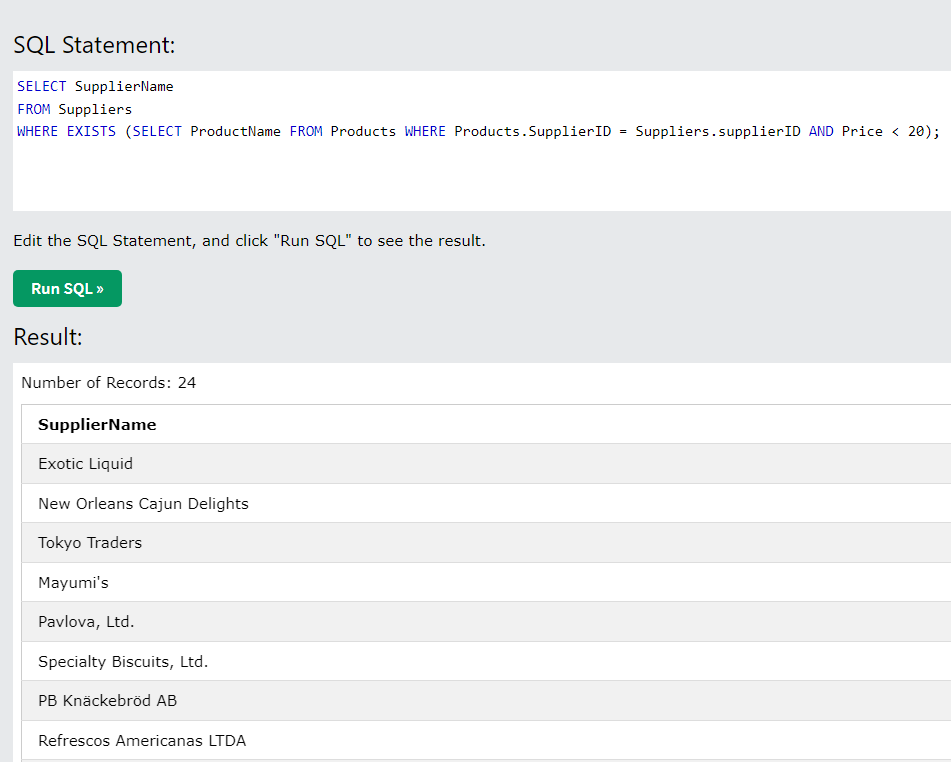 SQL Statement:
SELECT SupplierName
FROM Suppliers
WHERE EXISTS (SELECT ProductName FROM Products WHERE Products.SupplierID = Suppliers.supplierID AND Price < 20);
Edit the SQL Statement, and click "Run SQL" to see the result.
Run SQL »
Result:
Number of Records: 24
SupplierName
Exotic Liquid
New Orleans Cajun Delights
Tokyo Traders
Mayumi's
Pavlova, Ltd.
Specialty Biscuits, Ltd.
PB Knäckebröd AB
Refrescos Americanas LTDA